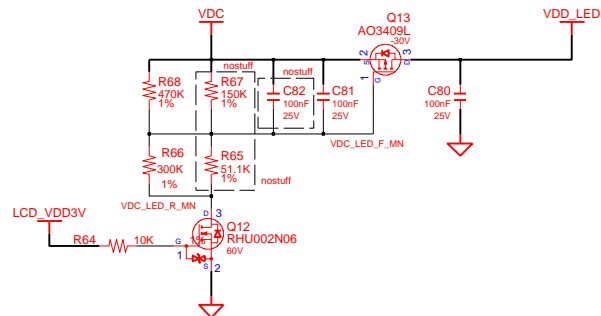 VDC
Q13
AO3409L
-30V
VDD_LED
2
S
D
3
1
G
nostuff
nostuff
R68
470K
1%
R67
150K
1%
C82
100nF
25V
C81
100nF
25V
C80
100nF
25V
VDC_LED_F_MN
R66
300K
1%
R65
51.1K
1%
nostuff
VDC_LED_R_MN
LCD_VDD3V
R64
10K
1%
D
3
Q12
RHU002N06
60V
G
1
S
2